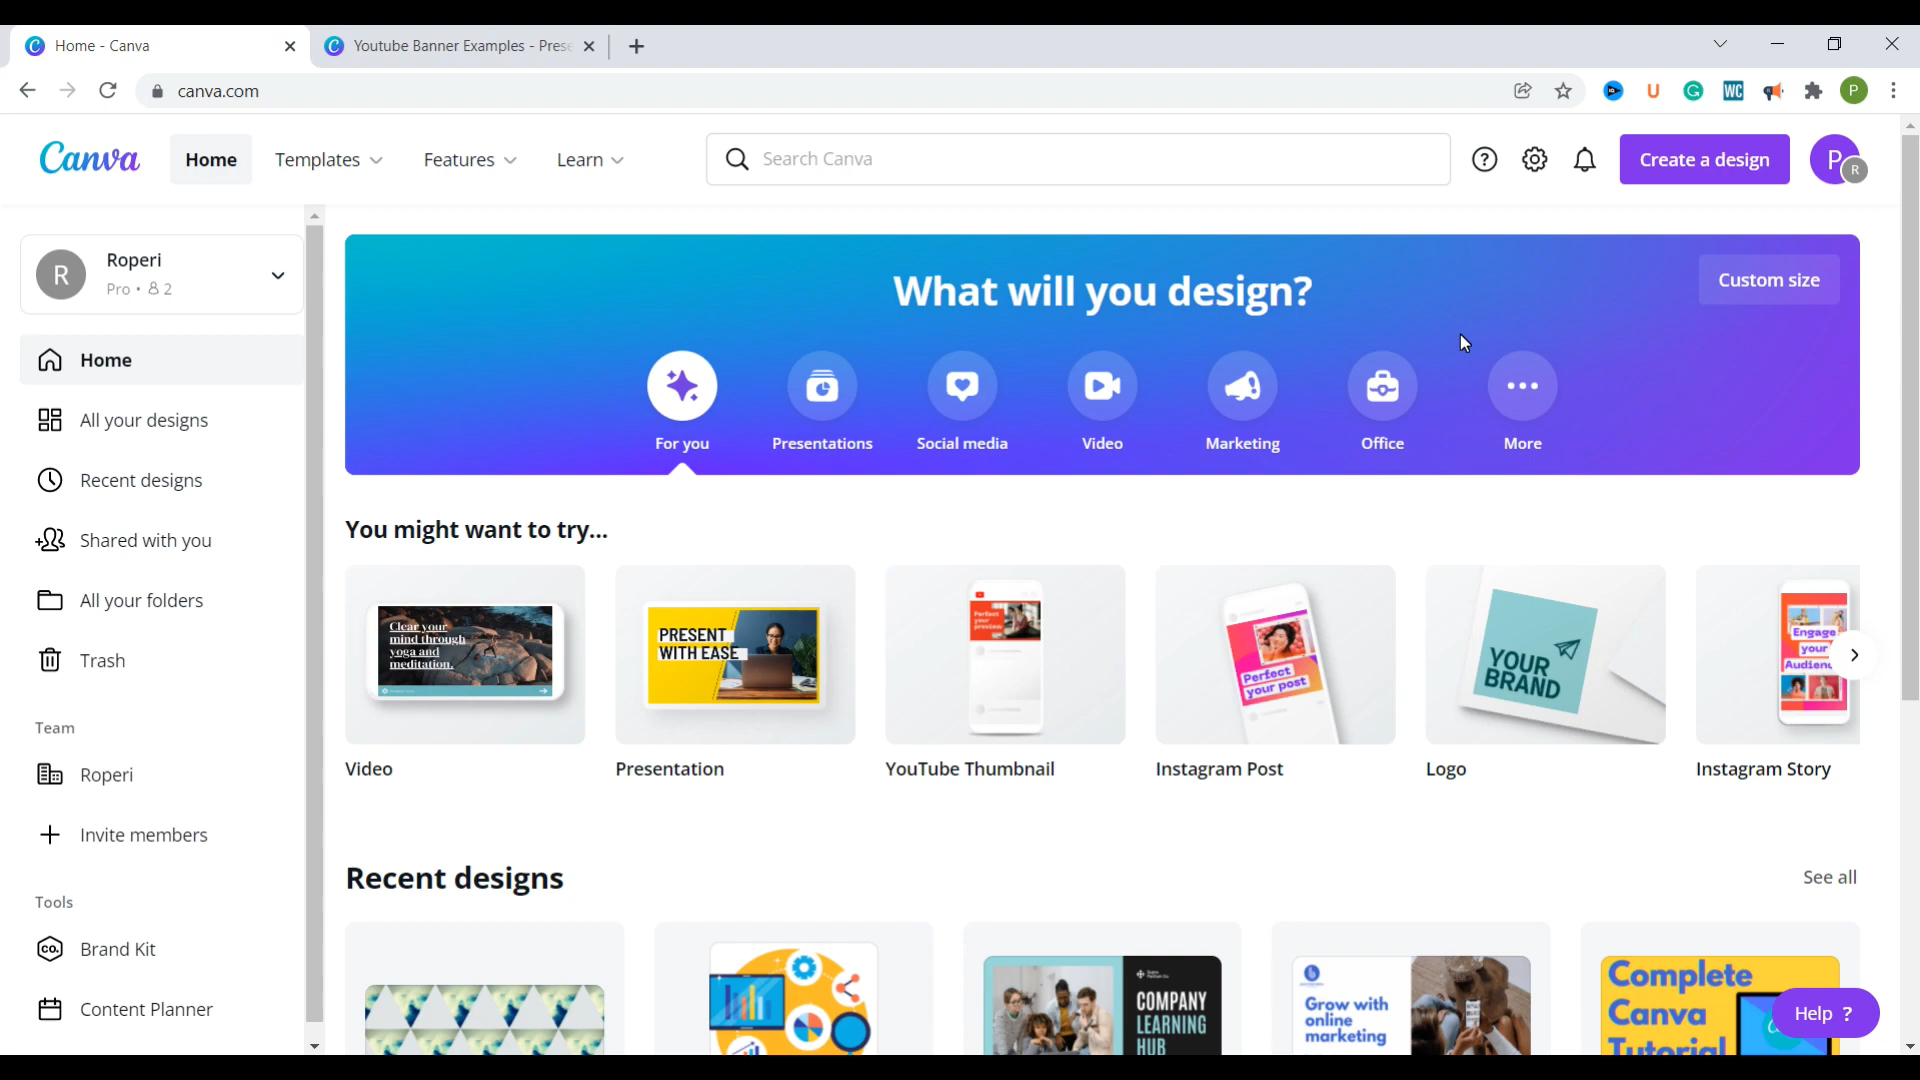 Home - Canva
Youtube Banner Examples - Prese
canva.com
Canva
Home
Templates
Features
Learn
Search Canva
Create a design
P
R
R
Roperi
Pro • 2
Home
All your designs
Recent designs
Shared with you
All your folders
Trash
Team
Roperi
Invite members
Tools
Brand Kit
Content Planner
What will you design?
Custom size
For you
Presentations
Social media
Video
Marketing
Office
More
You might want to try...
Clear your
mind through
yoga and
meditation.
PRESENT
WITH EASE
Perfect
your
preview
Perfect
your post
YOUR
BRAND
Engage
your
Audienc
Video
Presentation
YouTube Thumbnail
Instagram Post
Logo
Instagram Story
Recent designs
See all
COMPANY
LEARNING
HUB
Grow with
online
marketing
Complete
Canva
Tutorial
Help ?